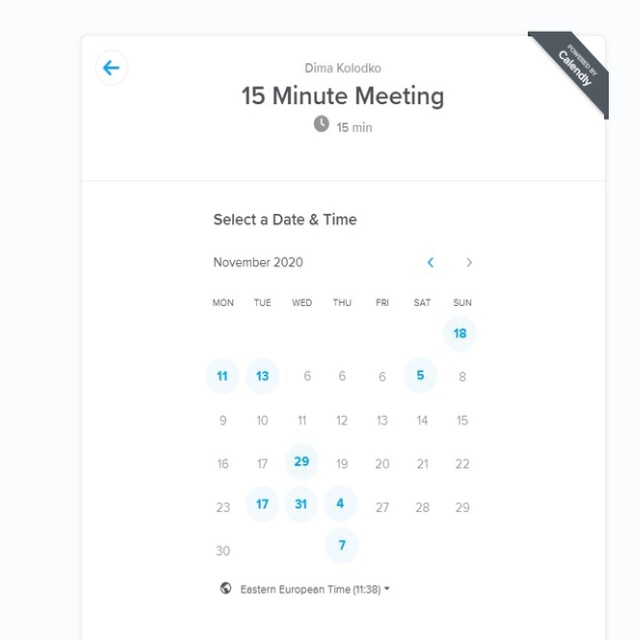 POWERED BY
Calendly
Dima Kolodko
15 Minute Meeting
15 min
Select a Date & Time
November 2020
MON TUE WED THU FRI SAT SUN
18
11 13 6 6 6 5 8
9 10 11 12 13 14 15
16 17 29 19 20 21 22
23 17 31 4 27 28 29
30 7
Eastern European Time (11:38)